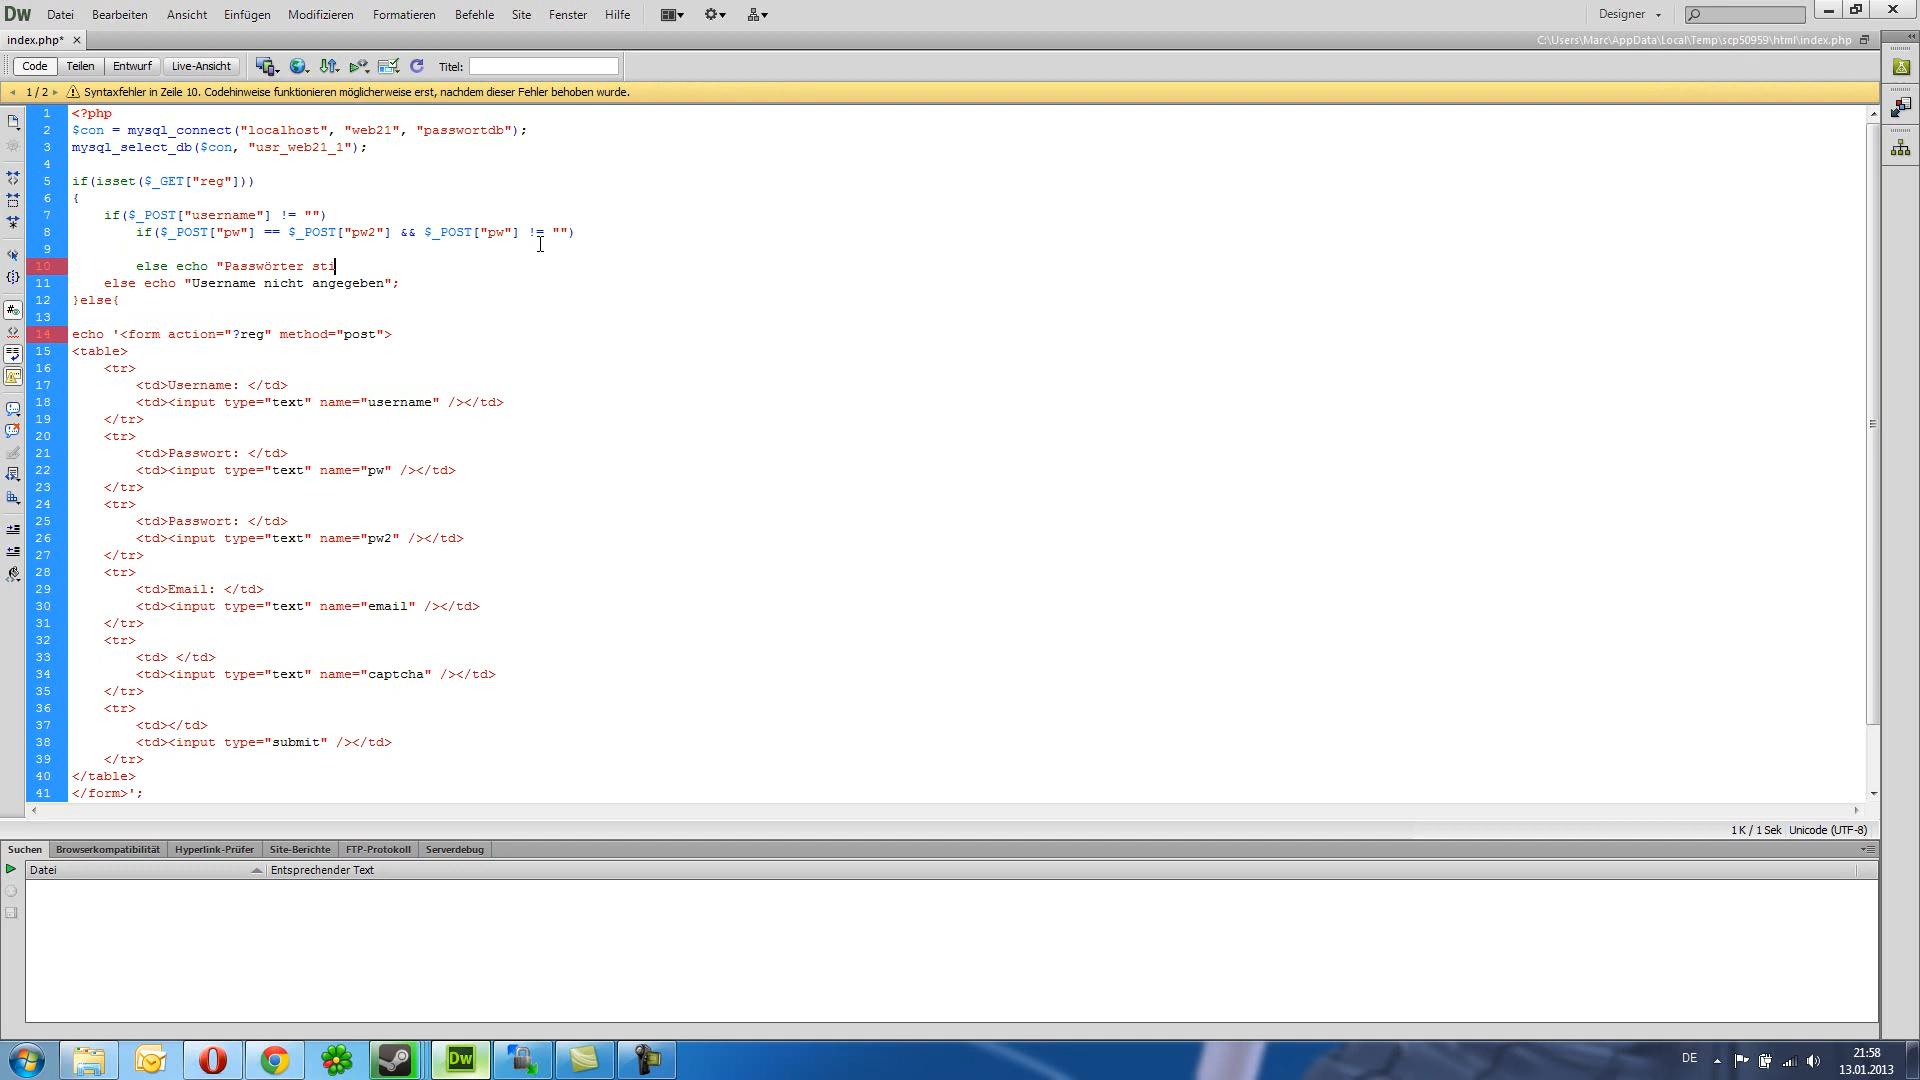 Dw Datei Bearbeiten Ansicht Einfügen Modifizieren Formatieren Befehle Site Fenster Hilfe Designer
index.php* C:\Users\Marc\AppData\Local\Temp\scp50959\html\index.php
Code Teilen Entwurf Live-Ansicht Titel:
1 / 2 Syntaxfehler in Zeile 10. Codehinweise funktionieren möglicherweise erst, nachdem dieser Fehler behoben wurde.
1 <?php
2 $con = mysql_connect("localhost", "web21", "passwortdb");
3 mysql_select_db($con, "usr_web21_1");
4
5 if(isset($_GET["reg"]))
6 {
7 if($_POST["username"] != "")
8 if($_POST["pw"] == $_POST["pw2"] && $_POST["pw"] != "")
9
10 else echo "Passwörter sti
11 else echo "Username nicht angegeben";
12 }else{
13
14 echo '<form action="?reg" method="post">
15 <table>
16 <tr>
17 <td>Username: </td>
18 <td><input type="text" name="username" /></td>
19 </tr>
20 <tr>
21 <td>Passwort: </td>
22 <td><input type="text" name="pw" /></td>
23 </tr>
24 <tr>
25 <td>Passwort: </td>
26 <td><input type="text" name="pw2" /></td>
27 </tr>
28 <tr>
29 <td>Email: </td>
30 <td><input type="text" name="email" /></td>
31 </tr>
32 <tr>
33 <td> </td>
34 <td><input type="text" name="captcha" /></td>
35 </tr>
36 <tr>
37 <td></td>
38 <td><input type="submit" /></td>
39 </tr>
40 </table>
41 </form>';
1 K / 1 Sek Unicode (UTF-8)
Suchen Browserkompatibilität Hyperlink-Prüfer Site-Berichte FTP-Protokoll Serverdebug
Datei Entsprechender Text
Dw DE 21:58
13.01.2013